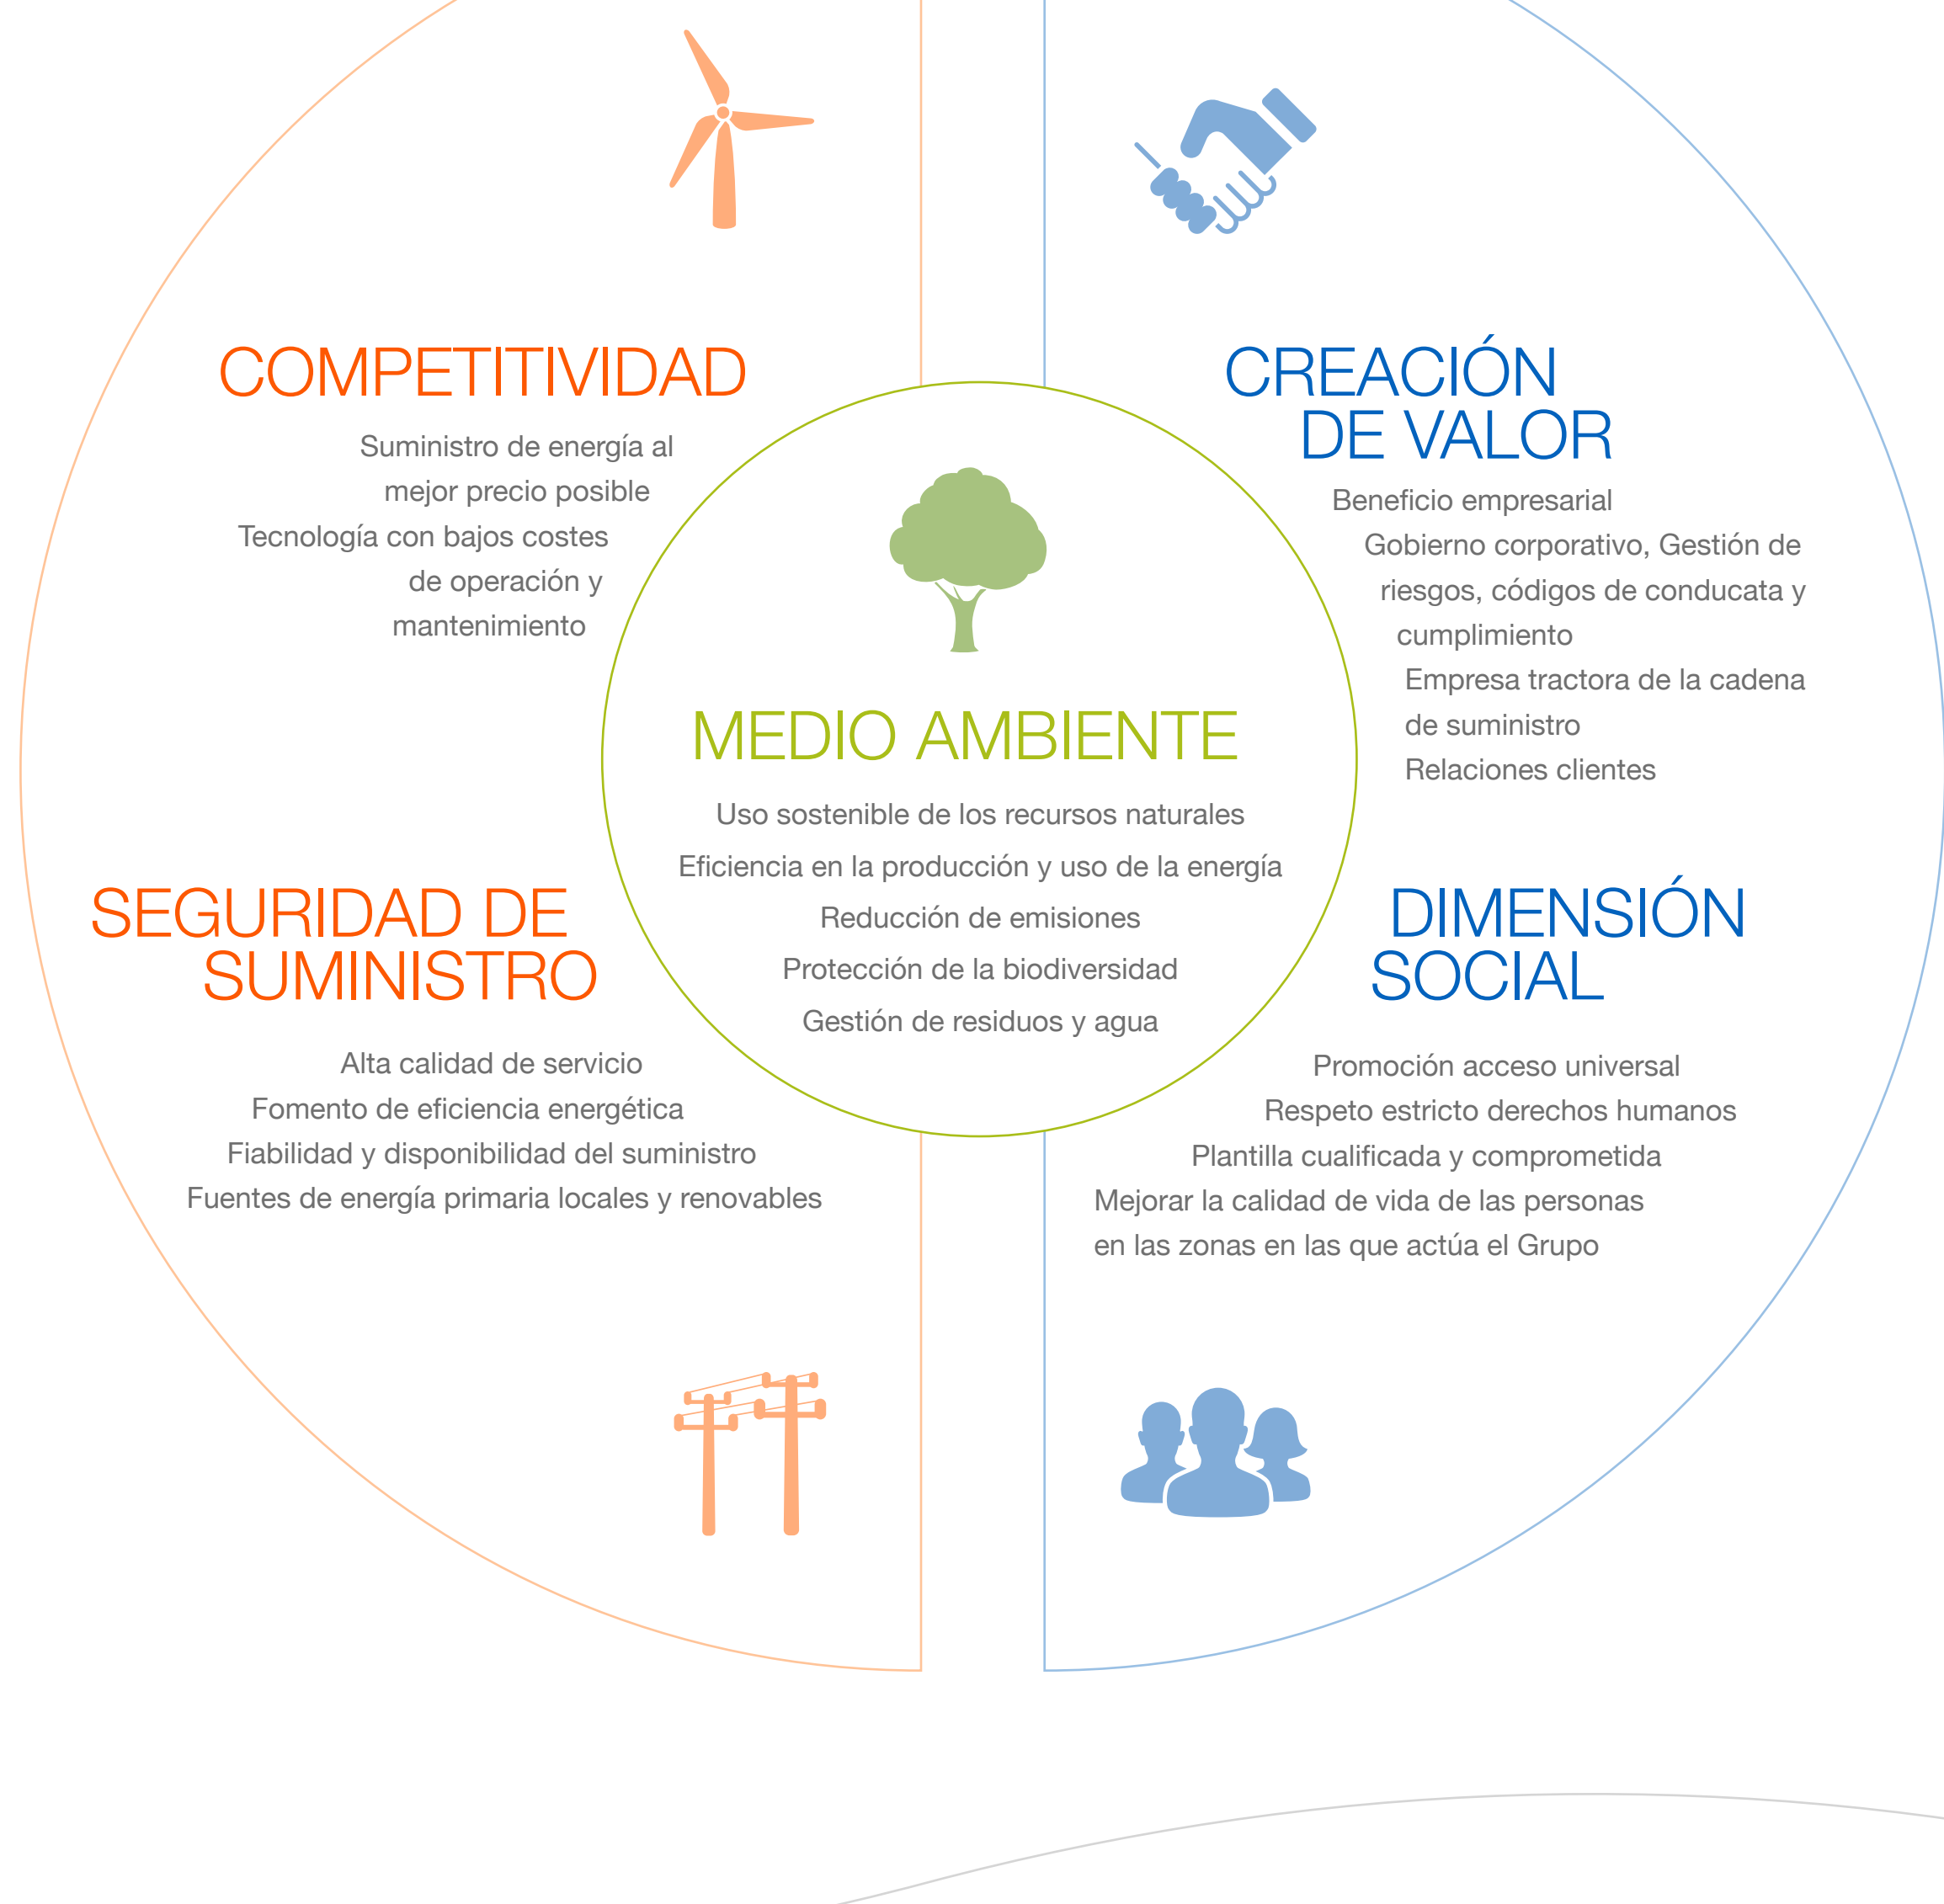 COMPETITIVIDAD
Suministro de energía al
mejor precio posible
Tecnología con bajos costes
de operación y
mantenimiento
CREACIÓN
DE VALOR
Beneficio empresarial
Gobierno corporativo, Gestión de
riesgos, códigos de conducata y
cumplimiento
Empresa tractora de la cadena
de suministro
Relaciones clientes
MEDIO AMBIENTE
Uso sostenible de los recursos naturales
Eficiencia en la producción y uso de la energía
Reducción de emisiones
Protección de la biodiversidad
Gestión de residuos y agua
SEGURIDAD DE
SUMINISTRO
Alta calidad de servicio
Fomento de eficiencia energética
Fiabilidad y disponibilidad del suministro
Fuentes de energía primaria locales y renovables
DIMENSIÓN
SOCIAL
Promoción acceso universal
Respeto estricto derechos humanos
Plantilla cualificada y comprometida
Mejorar la calidad de vida de las personas
en las zonas en las que actúa el Grupo